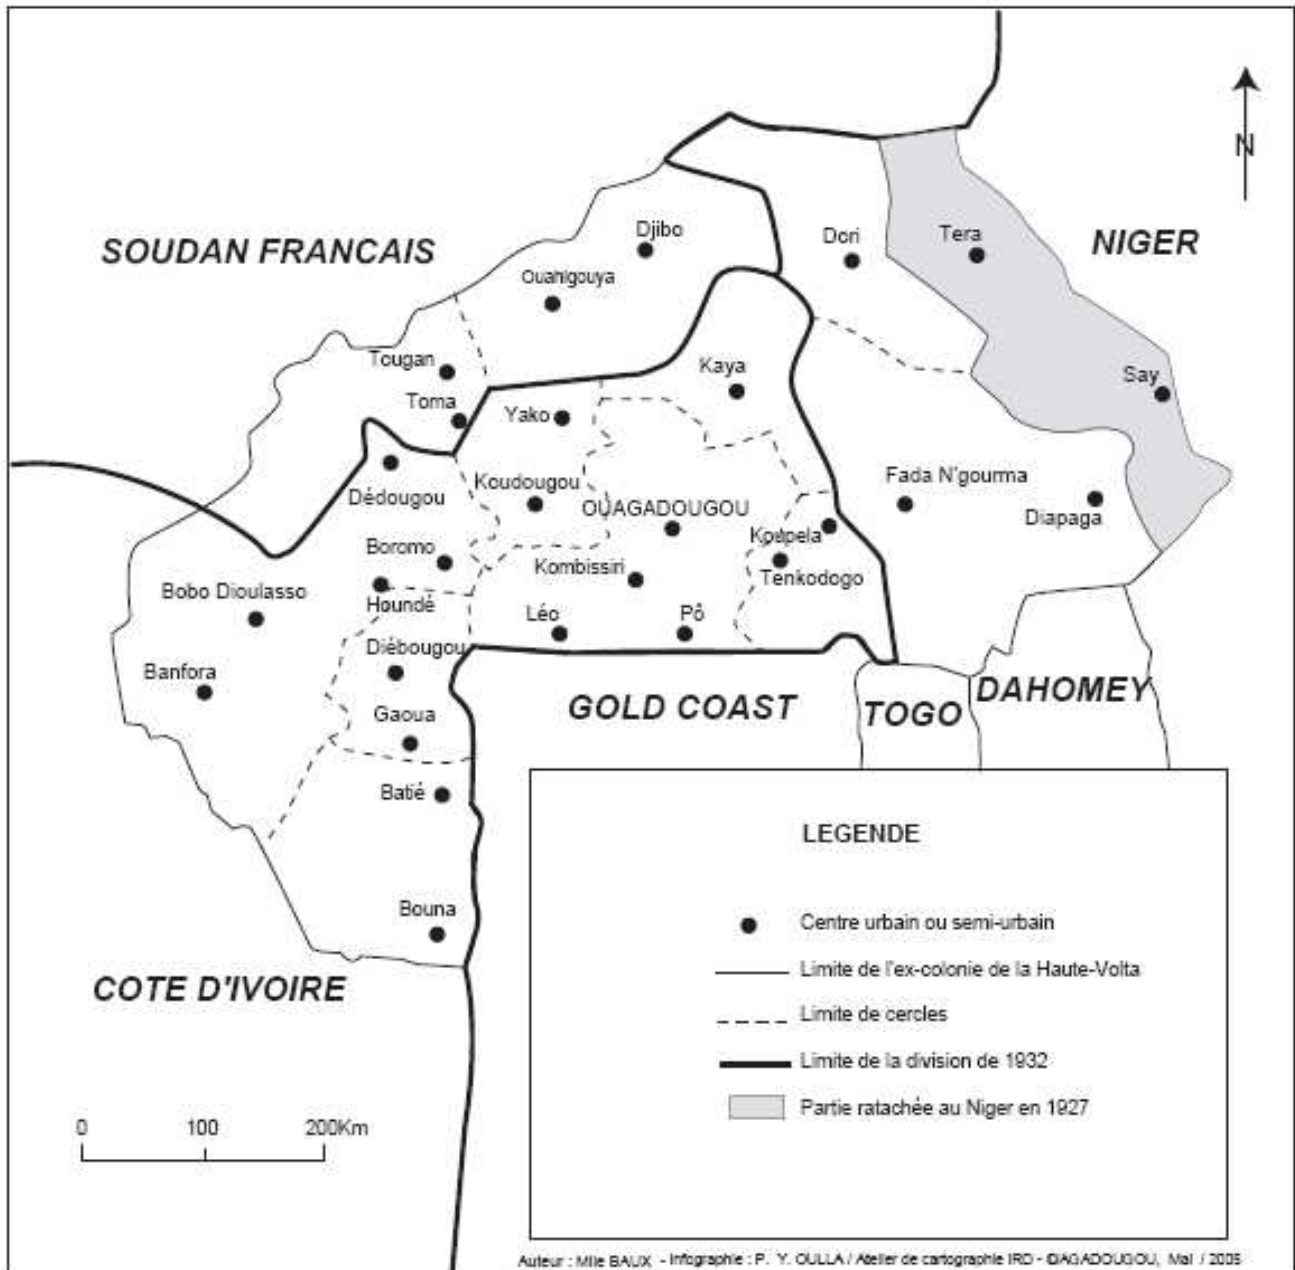 N
SOUDAN FRANCAIS
Djibo
Dori
Tera
NIGER
Ouahigouya
Tougan
Kaya
Say
Toma
Yako
Dédougou
Koudougou
OUAGADOUGOU
Fada N'gourma
Diapaga
Boromo
Koupela
Kombissiri
Tenkodogo
Bobo Dioulasso
Houndé
Léo
Pô
Diébougou
Banfora
GOLD COAST
TOGO
DAHOMEY
Gaoua
Batié
LEGENDE
Bouna
Centre urbain ou semi-urbain
COTE D'IVOIRE
Limite de l'ex-colonie de la Haute-Volta
Limite de cercles
Limite de la division de 1932
Partie ratachée au Niger en 1927
0 100 200Km
Auteur : Mlle BAUX - Infographie : P. Y. OULLA / Atelier de cartographie IRD - OAGADOUGOU, Mai / 2005